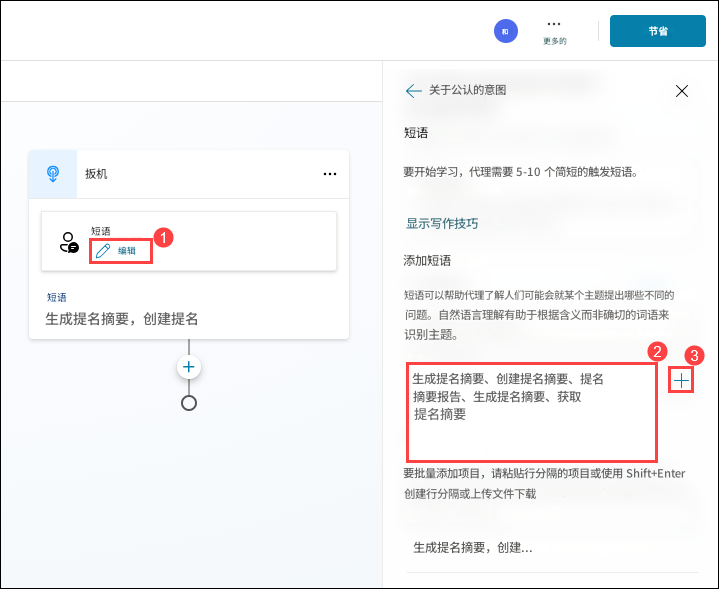 和
更多的
节省
关于公认的意图
短语
要开始学习，代理需要 5-10 个简短的触发短语。
显示写作技巧
添加短语
短语可以帮助代理了解人们可能会就某个主题提出哪些不同的
问题。自然语言理解有助于根据含义而非确切的词语来
识别主题。
2
3
生成提名摘要、创建提名摘要、提名
摘要报告、生成提名摘要、获取
提名摘要
要批量添加项目，请粘贴行分隔的项目或使用 Shift+Enter
创建行分隔或上传文件下载
生成提名摘要，创建...
扳机
短语
1
编辑
短语
生成提名摘要，创建提名